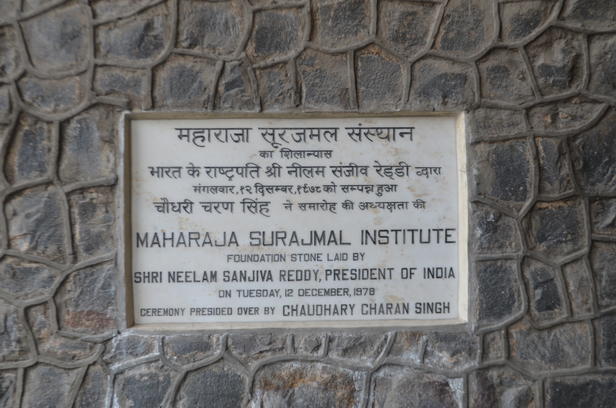 महाराजा सूरजमल संस्थान
का शिलान्यास
भारत के राष्ट्रपति श्री नीलम संजीव रेड्डी द्वारा
मंगलवार, १२ दिसम्बर, १९७८ को सम्पन्न हुआ
चौधरी चरण सिंह ने समारोह की अध्यक्षता की
MAHARAJA SURAJMAL INSTITUTE
FOUNDATION STONE LAID BY
SHRI NEELAM SANJIVA REDDY, PRESIDENT OF INDIA
ON TUESDAY, 12 DECEMBER, 1978
CEREMONY PRESIDED OVER BY CHAUDHARY CHARAN SINGH